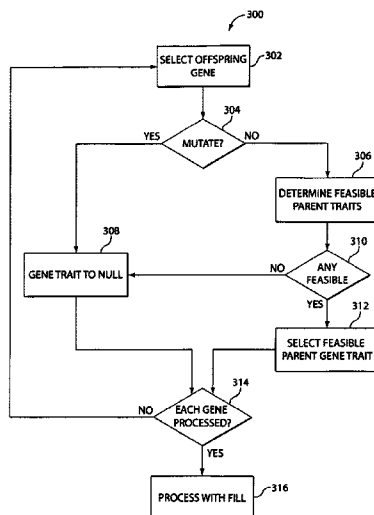 300
SELECT OFFSPRING
GENE
302
304
YES
MUTATE?
NO
306
DETERMINE FEASIBLE
PARENT TRAITS
308
310
GENE TRAIT TO NULL
NO
ANY
FEASIBLE
YES
312
SELECT FEASIBLE
PARENT GENE TRAIT
314
NO
EACH GENE
PROCESSED?
YES
PROCESS WITH FILL
316